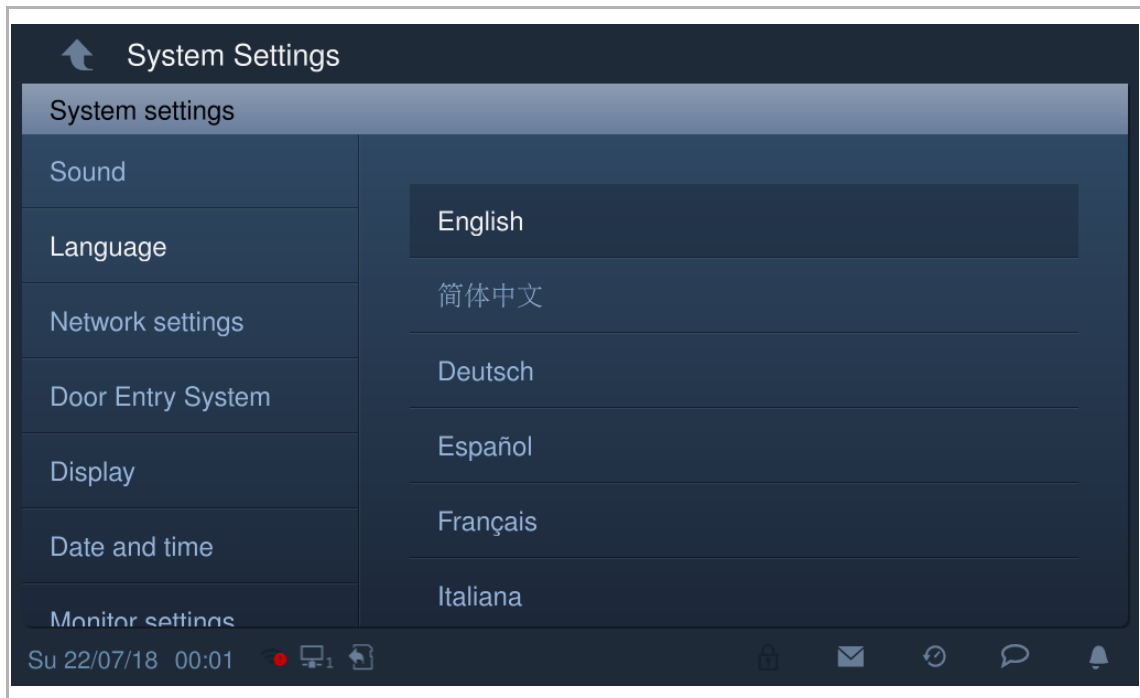 System Settings
System settings
Sound
Language
Network settings
Door Entry System
Display
Date and time
Monitor settings
English
简体中文
Deutsch
Español
Français
Italiana
Su 22/07/18 00:01 1